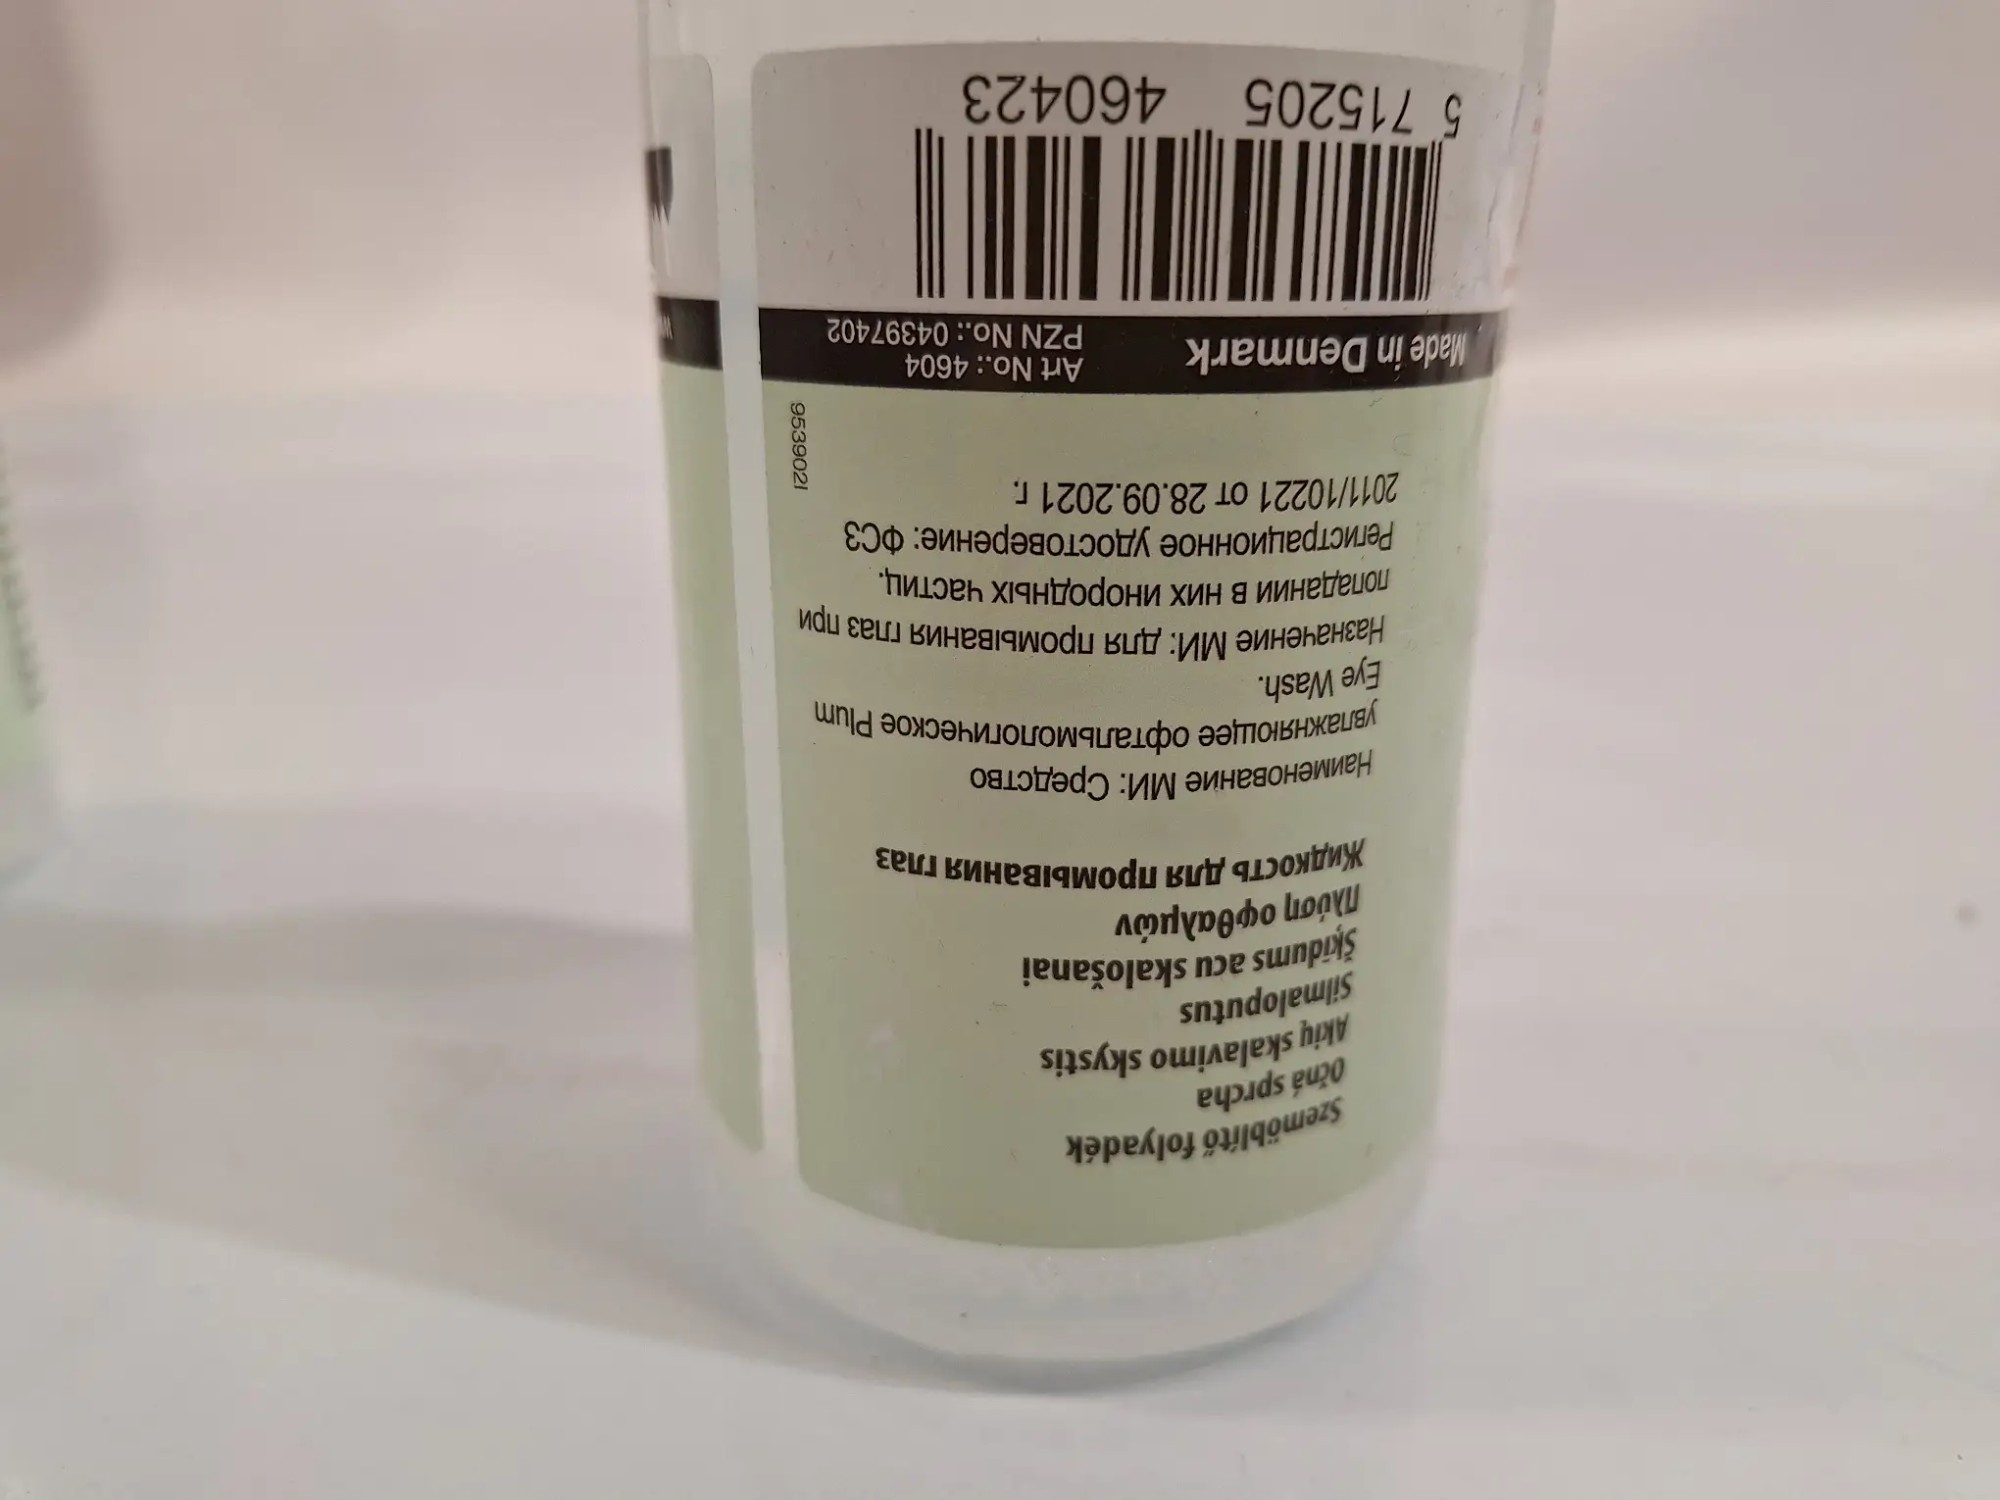 Szemöblítő folyadék
Očná sprcha
Akių skalavimo skystis
Silmaloputus
Šķidums acu skalošanai
Πλύση οφθαλμών
Жидкость для промывания глаз
Наименование МИ: Средство
увлажняющее офтальмологическое Plum
Eye Wash.
Назначение МИ: для промывания глаз при
попадании в них инородных частиц.
Регистрационное удостоверение: ФСЗ
2011/10221 от 28.09.2021 г.
953902I
Made in Denmark
Art No.: 4604
PZN No.: 04397402
5 715205 460423